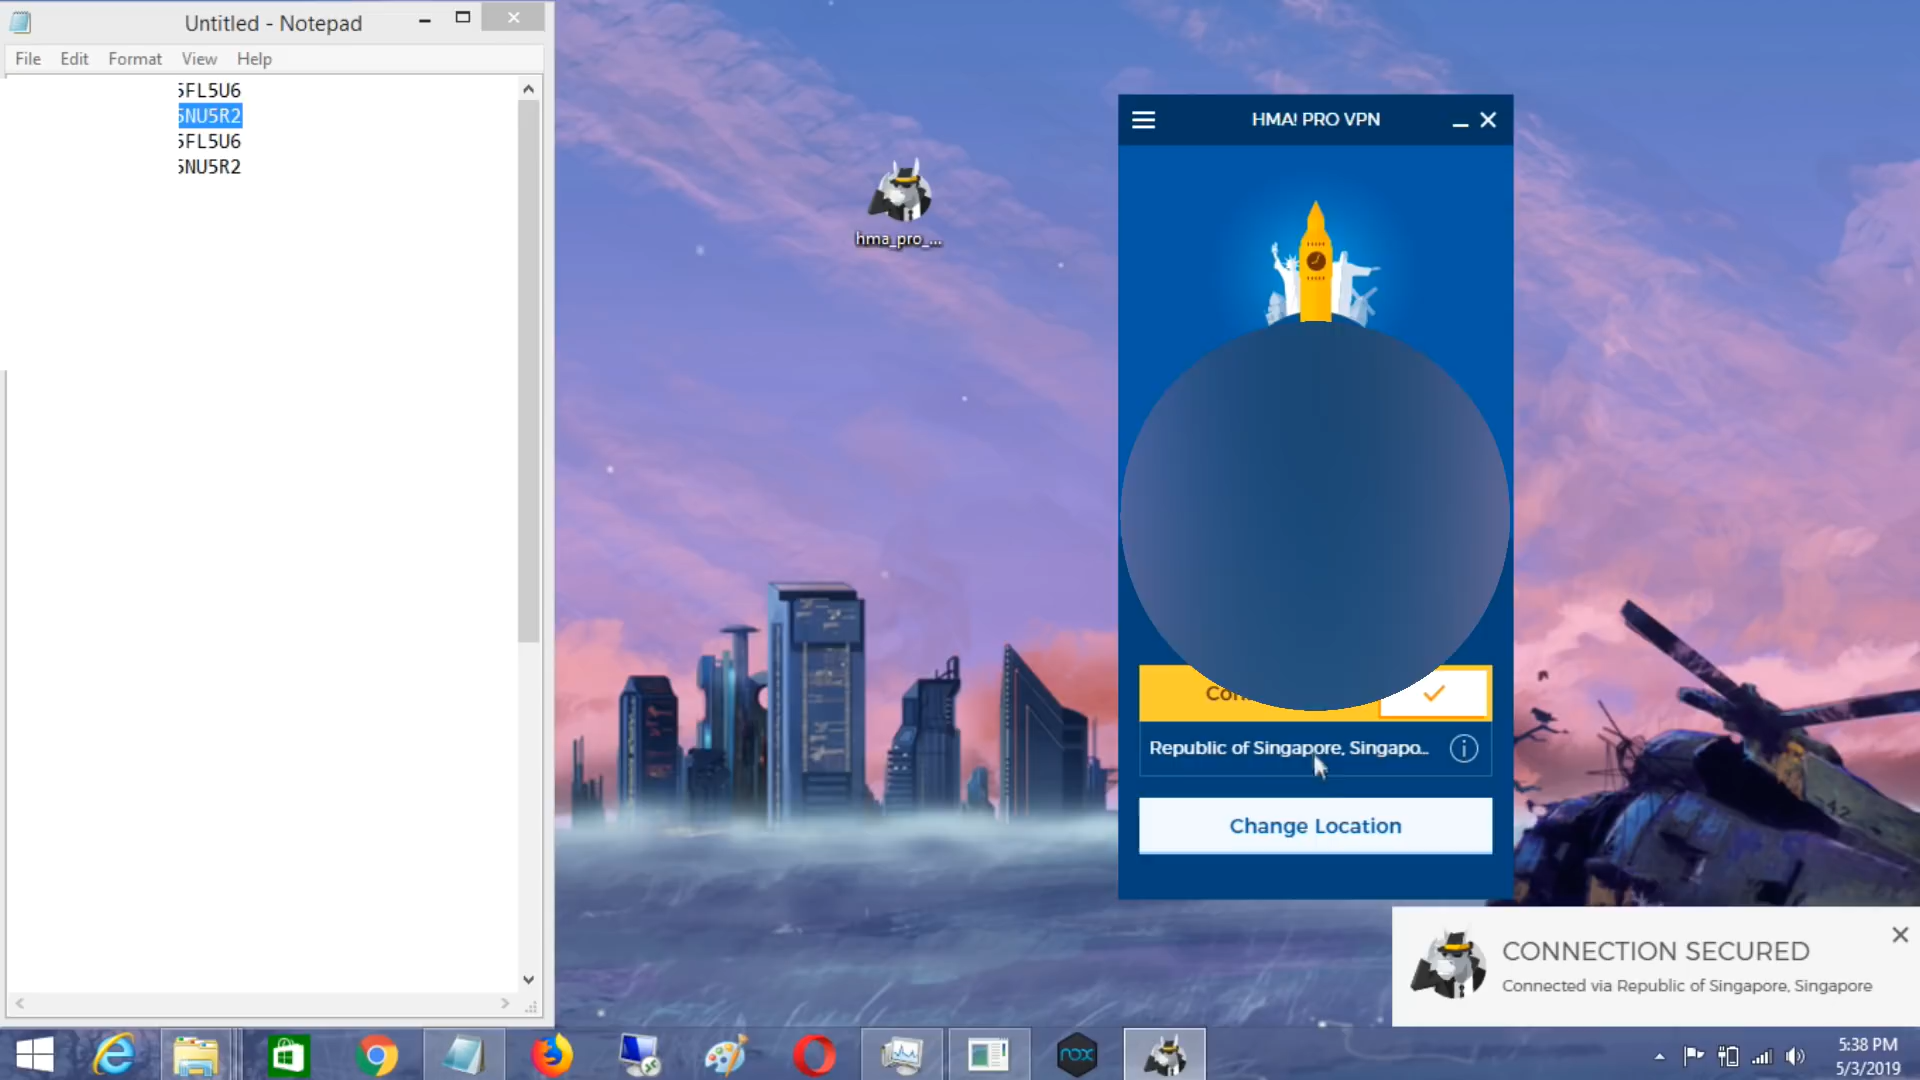 Untitled - Notepad
File Edit Format View Help
5FL5U6
5NU5R2
5FL5U6
5NU5R2
hma_pro_...
HMA! PRO VPN
Republic of Singapore, Singapo...
Change Location
CONNECTION SECURED
Connected via Republic of Singapore, Singapore
nox
5:38 PM
5/3/2019